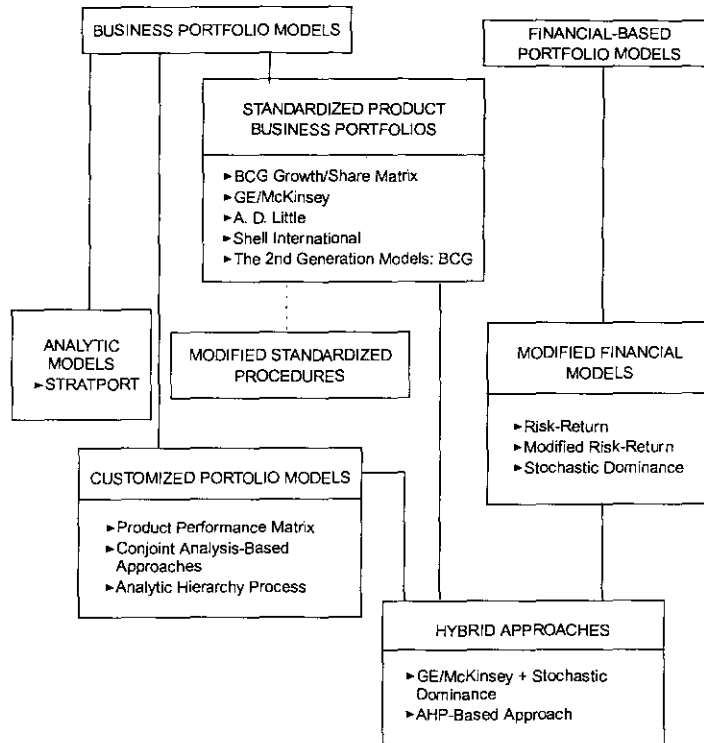 BUSINESS PORTFOLIO MODELS
FINANCIAL-BASED
PORTFOLIO MODELS
STANDARDIZED PRODUCT
BUSINESS PORTFOLIOS
►BCG Growth/Share Matrix
►GE/McKinsey
►A. D. Little
►Shell International
►The 2nd Generation Models: BCG
ANALYTIC
MODELS
►STRATPORT
MODIFIED STANDARDIZED
PROCEDURES
MODIFIED FINANCIAL
MODELS
►Risk-Return
►Modified Risk-Return
►Stochastic Dominance
CUSTOMIZED PORTOLIO MODELS
►Product Performance Matrix
►Conjoint Analysis-Based
Approaches
►Analytic Hierarchy Process
HYBRID APPROACHES
►GE/McKinsey + Stochastic
Dominance
►AHP-Based Approach